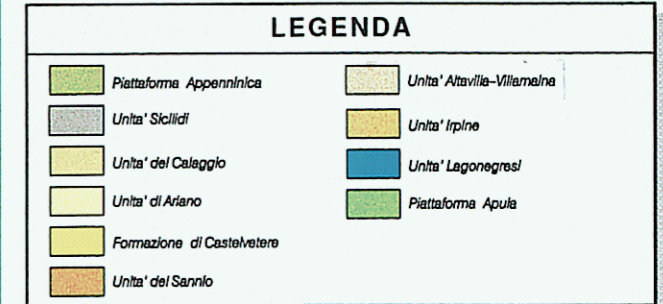 LEGENDA
Piattaforma Appenninica
Unita' Sicilidi
Unita' del Calaggio
Unita' di Ariano
Formazione di Castelvetere
Unita' del Sannio
Unita' Altavilla-Villamaina
Unita' Irpine
Unita' Lagonegresi
Piattaforma Apula